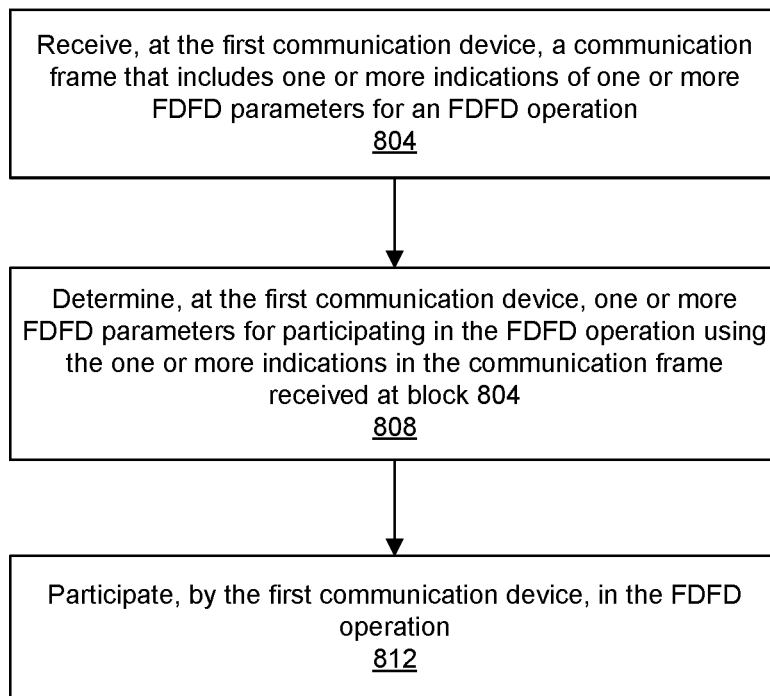 Receive, at the first communication device, a communication
frame that includes one or more indications of one or more
FDFD parameters for an FDFD operation
804
Determine, at the first communication device, one or more
FDFD parameters for participating in the FDFD operation using
the one or more indications in the communication frame
received at block 804
808
Participate, by the first communication device, in the FDFD
operation
812